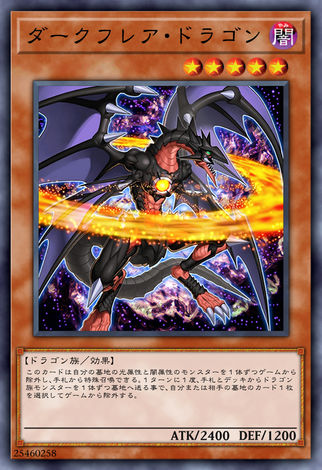 ダークフレア・ドラゴン
闇
やみ
【ドラゴン族／効果】
このカードは自分の墓地の光属性と闇属性のモンスターを１体ずつゲームから
除外し、手札から特殊召喚できる。１ターンに１度、手札とデッキからドラゴン
族モンスターを１体ずつ墓地へ送る事で、自分または相手の墓地のカード１枚
を選択してゲームから除外する。
ATK/2400 DEF/1200
25460258